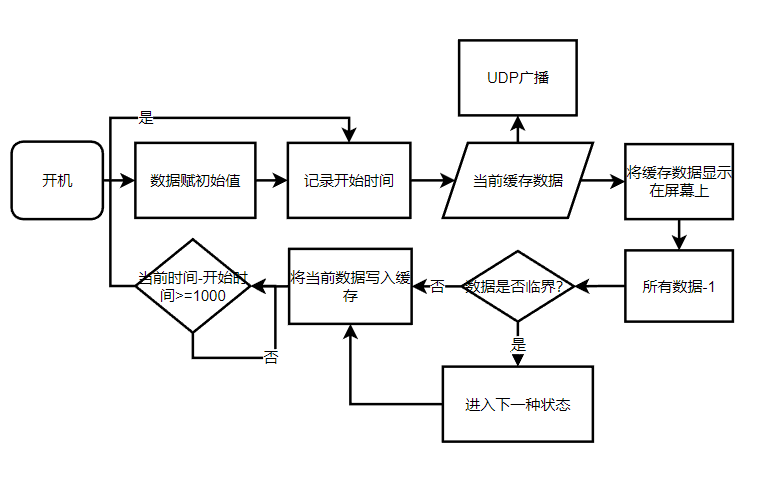 UDP广播
是
开机
数据赋初始值
记录开始时间
当前缓存数据
将缓存数据显示
在屏幕上
当前时间-开始时
间>=1000
将当前数据写入缓
存
否
数据是否临界?
所有数据-1
是
否
进入下一种状态